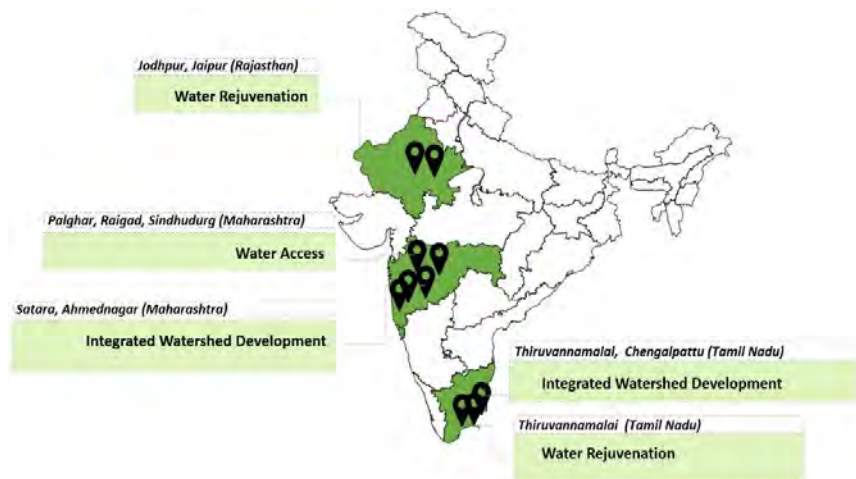 Jodhpur, Jaipur (Rajasthan)
Water Rejuvenation
Palghar, Raigad, Sindhudurg (Maharashtra)
Water Access
Satara, Ahmednagar (Maharashtra)
Integrated Watershed Development
Thiruvannamalai, Chengalpattu (Tamil Nadu)
Integrated Watershed Development
Thiruvannamalai (Tamil Nadu)
Water Rejuvenation